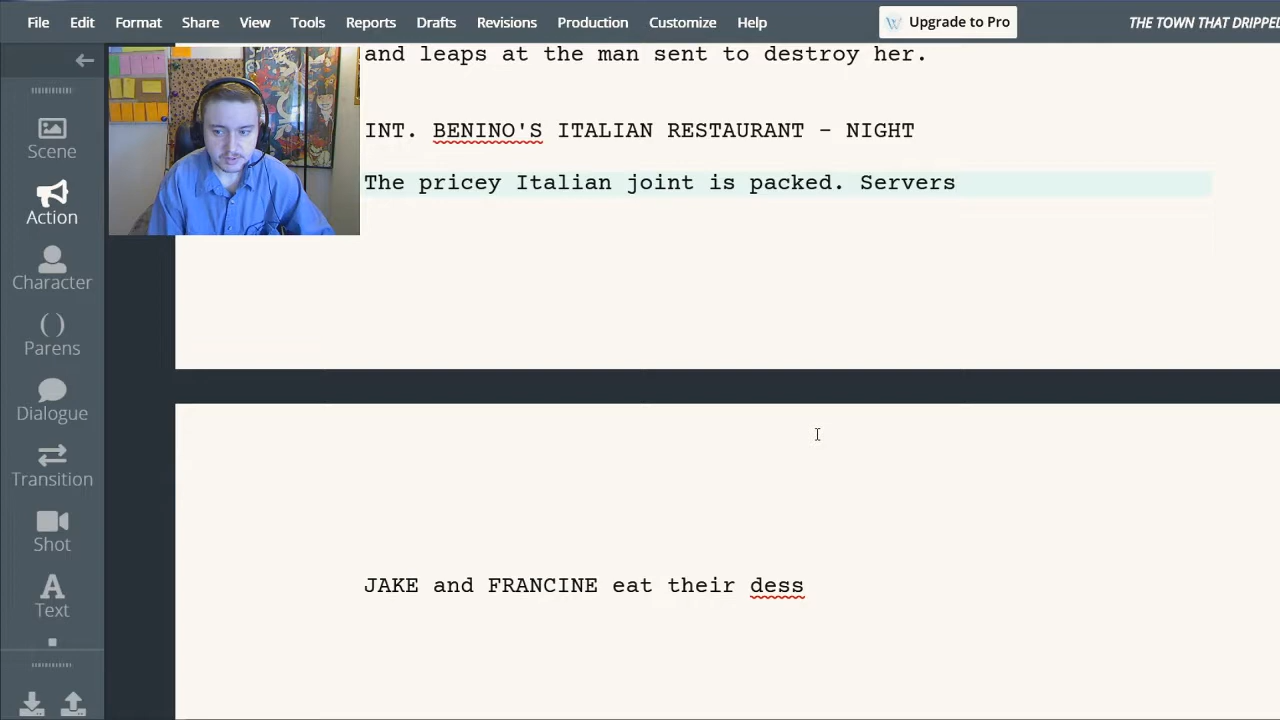 File Edit Format Share View Tools Reports Drafts Revisions Production Customize Help Upgrade to Pro THE TOWN THAT DRIPPED
and leaps at the man sent to destroy her.
INT. BENINO'S ITALIAN RESTAURANT - NIGHT
Scene
The pricey Italian joint is packed. Servers
Action
Character
( )
Parens
Dialogue
Transition
Shot
JAKE and FRANCINE eat their dess
A
Text